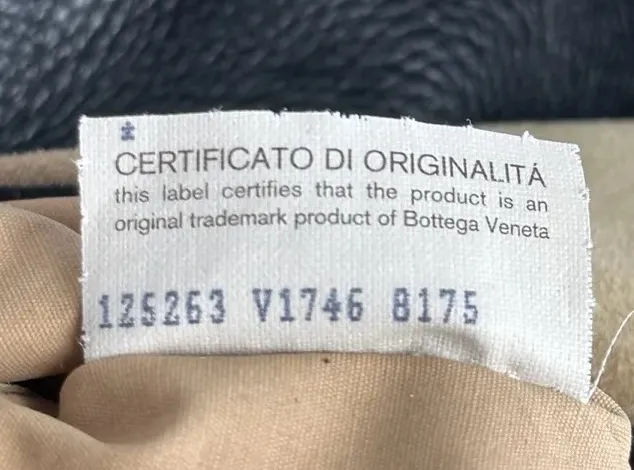 CERTIFICATO DI ORIGINALITÁ
this label certifies that the product is an
original trademark product of Bottega Veneta
125263 V1746 8175